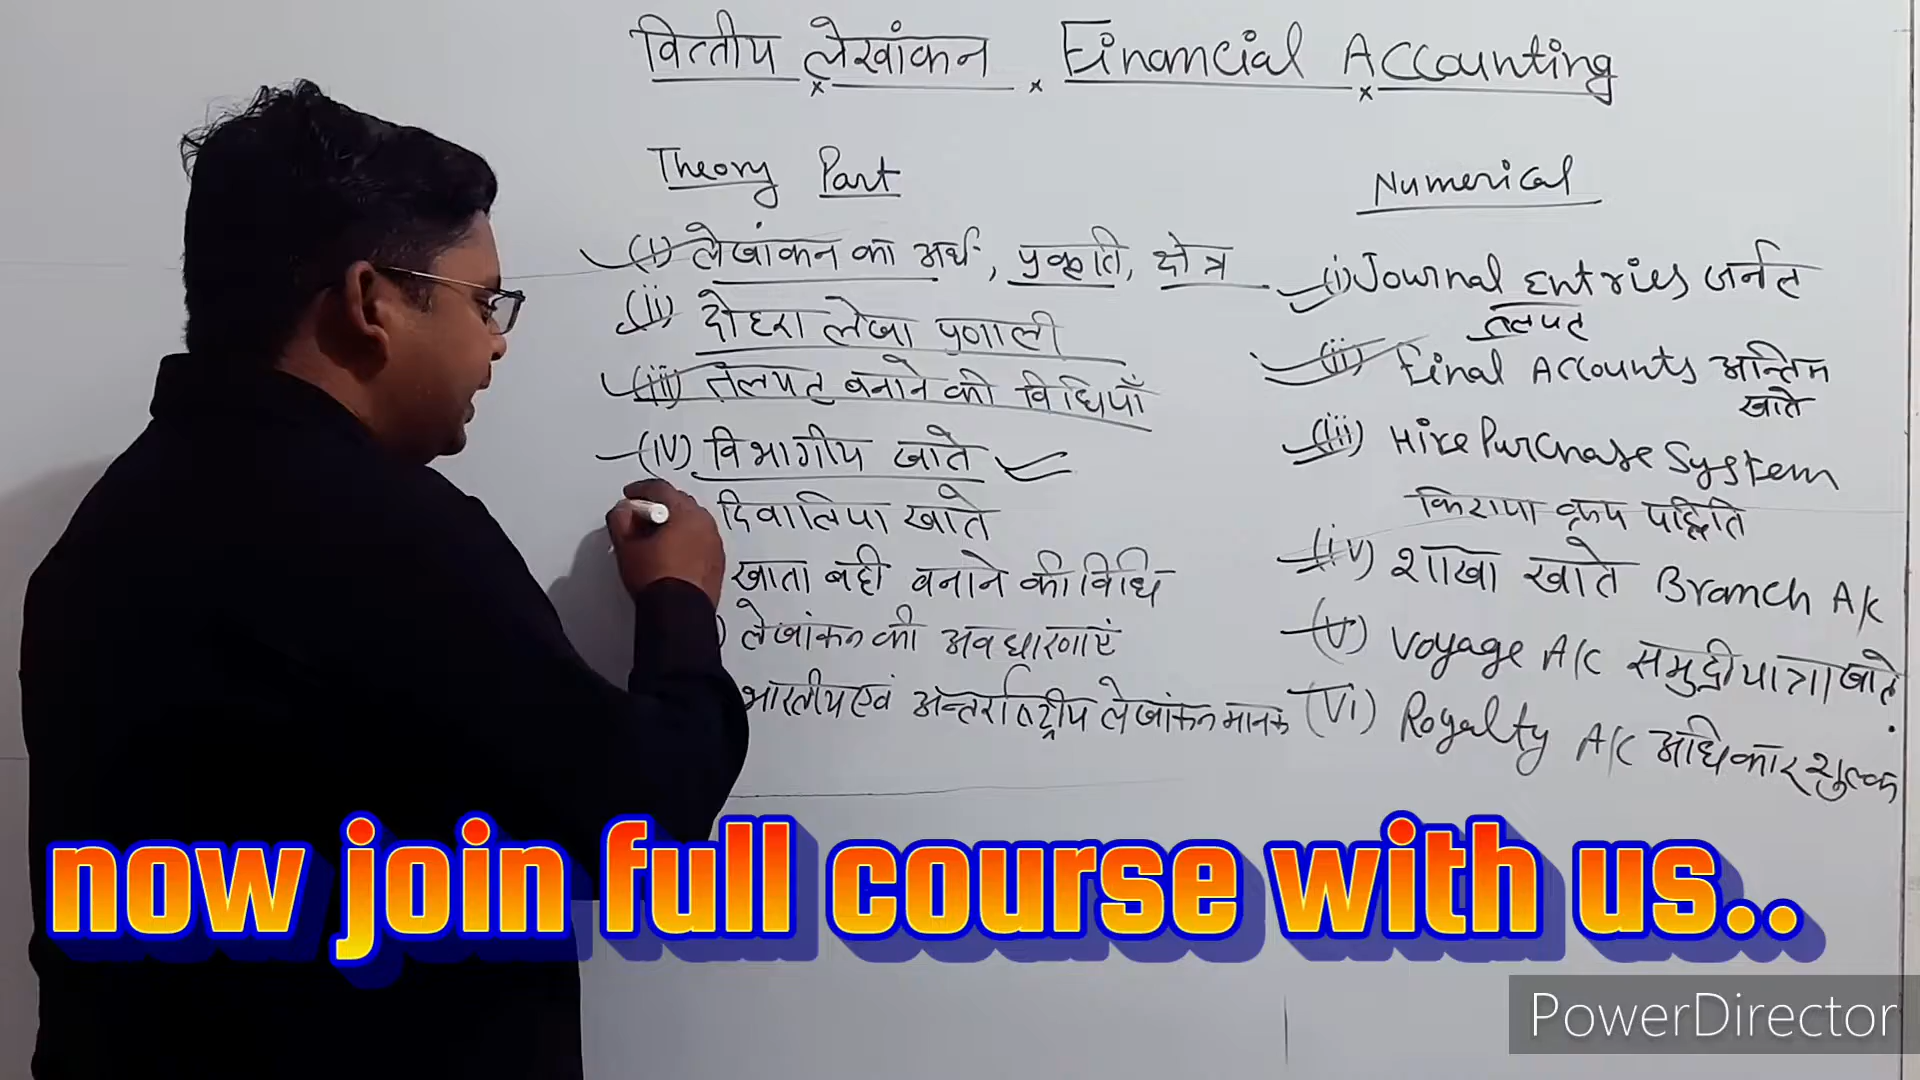 वित्तीय लेखांकन Financial Accounting
Theory Part
(i) लेखांकन का अर्थ, प्रकृति, क्षेत्र
(ii) दोहरा लेखा प्रणाली
(iii) तलपट बनाने की विधियाँ
(iv) विभागीय खाते
दिवालिया खाते
खाता बही बनाने की विधि
) लेखांकन की अवधारणाएं
भारतीय एवं अन्तर्राष्ट्रीय लेखांकन मानक
Numerical
(i) Journal Entries जर्नल
तलपट
(ii) Final Accounts अन्तिम
खाते
(iii) Hire Purchase System
किराया क्रय पद्धिति
(iv) शाखा खाते Branch A/c
(v) Voyage A/c समुद्री यात्रा खाते
(vi) Royalty A/c अधिकार शुल्क
now join full course with us..
PowerDirector